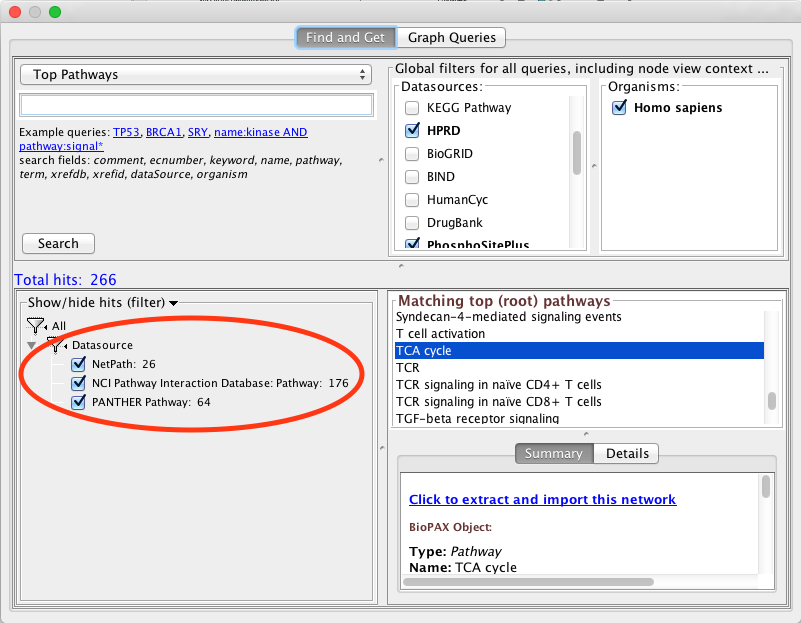 Find and Get
Graph Queries
Top Pathways
Example queries: TP53, BRCA1, SRY, name:kinase AND
pathway:signal*
search fields: comment, ecnumber, keyword, name, pathway,
term, xrefdb, xrefid, dataSource, organism
Search
Global filters for all queries, including node view context ...
Datasources:
KEGG Pathway
HPRD
BioGRID
BIND
HumanCyc
DrugBank
PhosphoSitePlus
Organisms:
Homo sapiens
Total hits: 266
Show/hide hits (filter)
All
Datasource
NetPath: 26
NCI Pathway Interaction Database: Pathway: 176
PANTHER Pathway: 64
Matching top (root) pathways
Syndecan-4-mediated signaling events
T cell activation
TCA cycle
TCR
TCR signaling in naïve CD4+ T cells
TCR signaling in naïve CD8+ T cells
TGF-beta receptor signaling
Summary
Details
Click to extract and import this network
BioPAX Object:
Type: Pathway
Name: TCA cycle